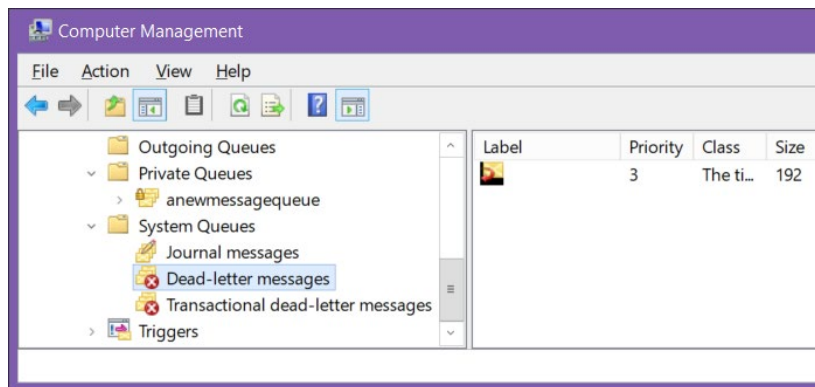 Computer Management
File Action View Help
Outgoing Queues
Private Queues
anewmessagequeue
System Queues
Journal messages
Dead-letter messages
Transactional dead-letter messages
Triggers
Label Priority Class Size
3 The ti... 192